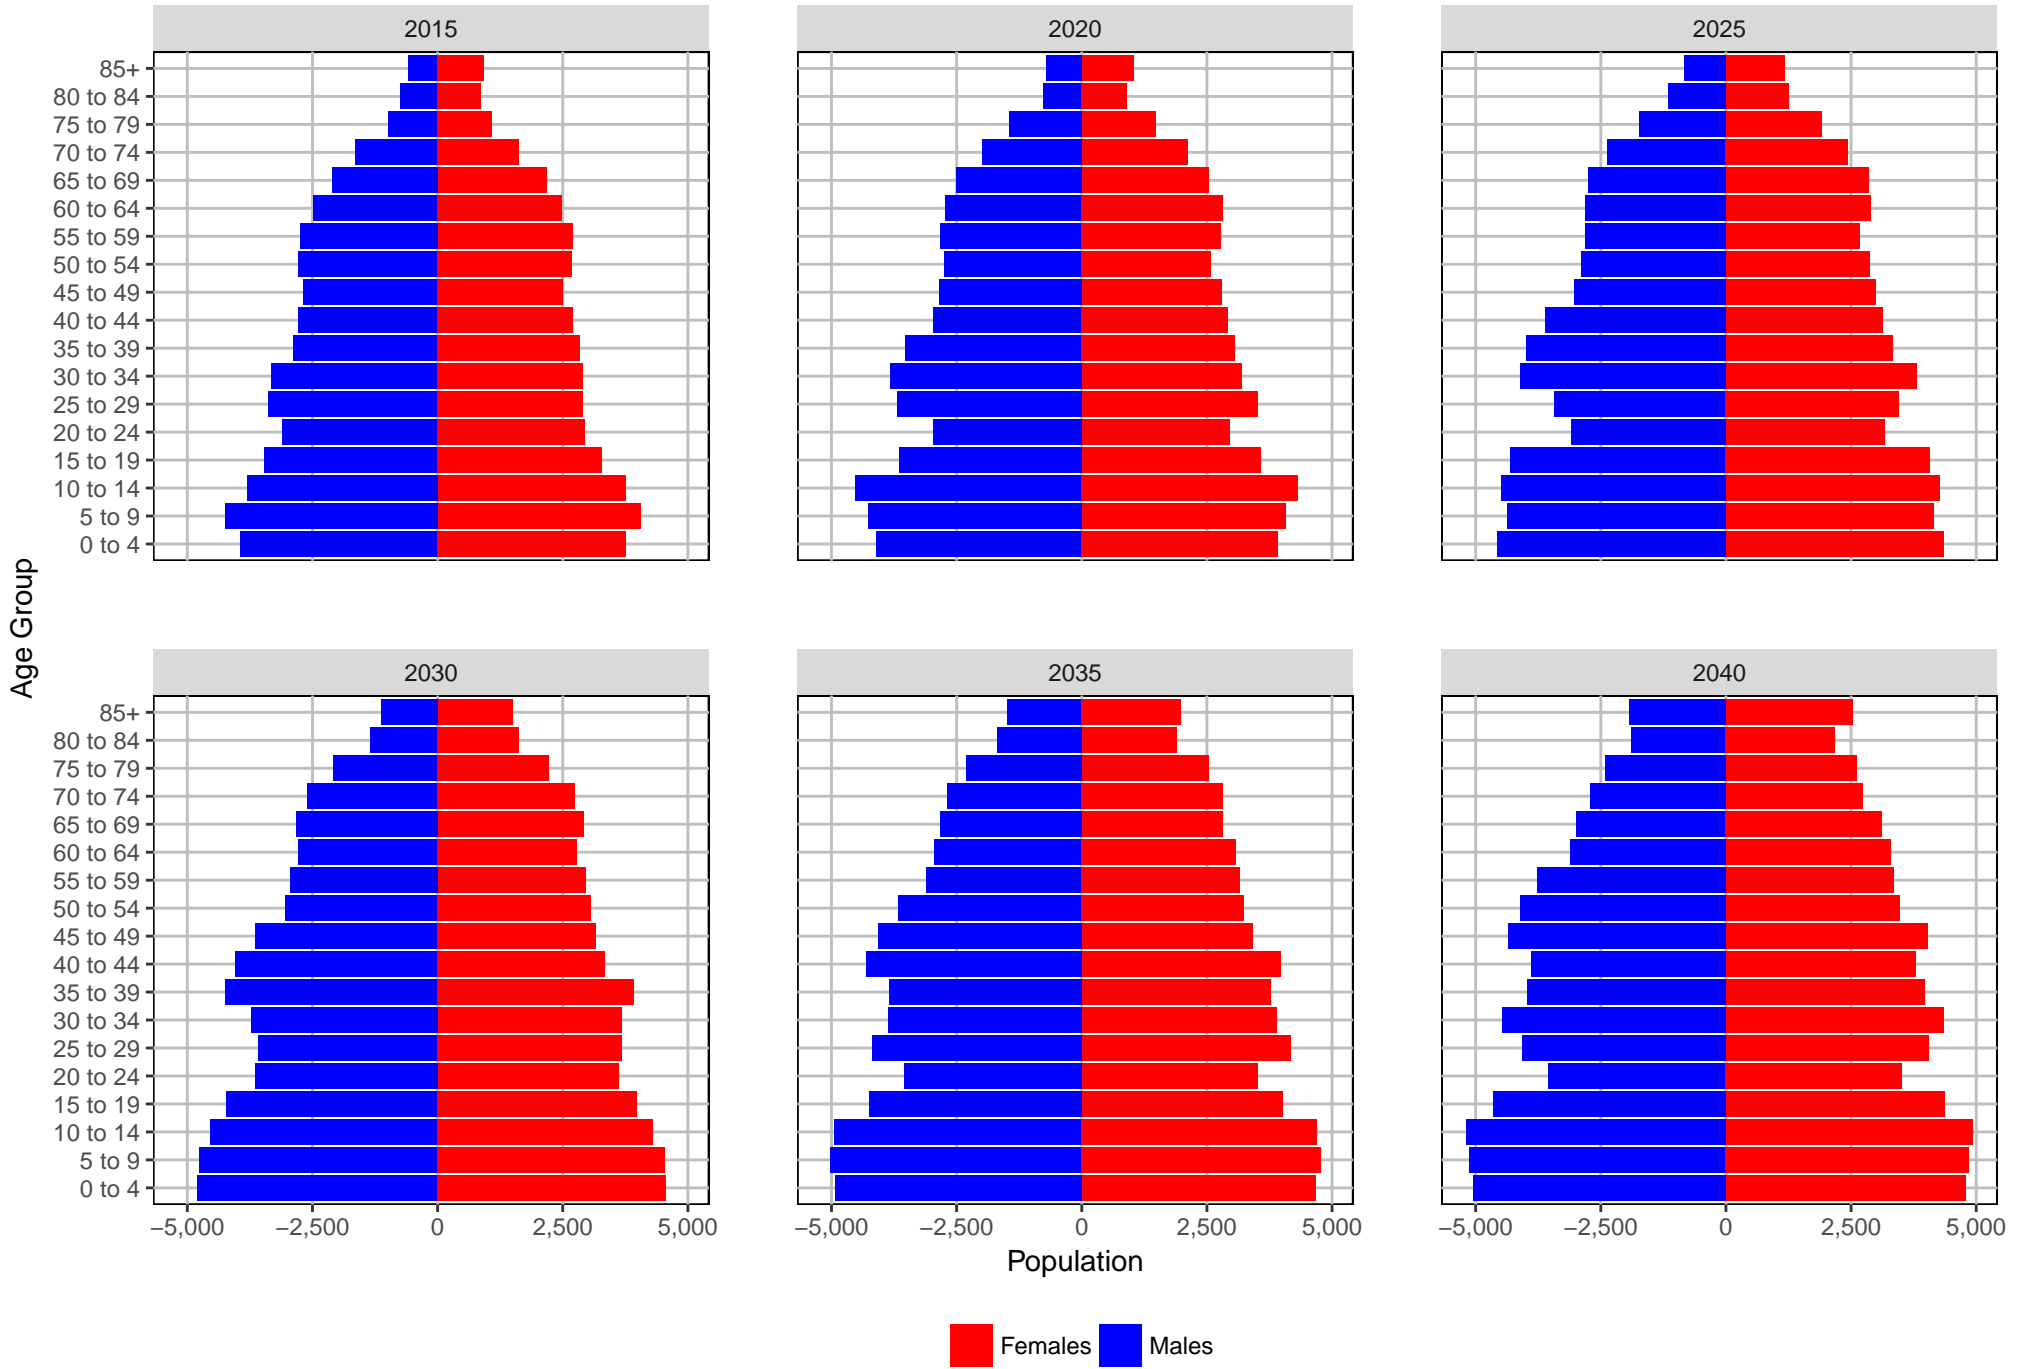 2015
2020
2025
85+
80 to 84
75 to 79
70 to 74
65 to 69
60 to 64
55 to 59
50 to 54
45 to 49
40 to 44
35 to 39
30 to 34
25 to 29
20 to 24
15 to 19
10 to 14
5 to 9
0 to 4
Age Group
2030
2035
2040
85+
80 to 84
75 to 79
70 to 74
65 to 69
60 to 64
55 to 59
50 to 54
45 to 49
40 to 44
35 to 39
30 to 34
25 to 29
20 to 24
15 to 19
10 to 14
5 to 9
0 to 4
−5,000 −2,500 0 2,500 5,000
−5,000 −2,500 0 2,500 5,000
−5,000 −2,500 0 2,500 5,000
Population
Females Males